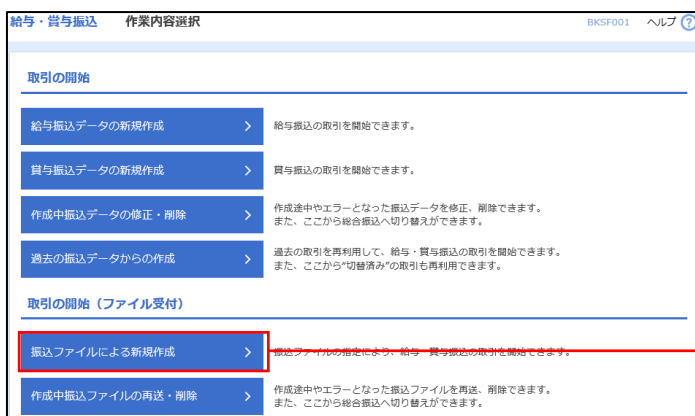 給与・賞与振込 作業内容選択 BKSF001 ヘルプ ?
取引の開始
給与振込データの新規作成 > 給与振込の取引を開始できます。
賞与振込データの新規作成 > 賞与振込の取引を開始できます。
作成中振込データの修正・削除 > 作成途中やエラーとなった振込データを修正、削除できます。
また、ここから総合振込へ切り替えができます。
過去の振込データからの作成 > 過去の取引を再利用して、給与・賞与振込の取引を開始できます。
また、ここから“切替済み”の取引も再利用できます。
取引の開始（ファイル受付）
振込ファイルによる新規作成 > 振込ファイルの指定により、給与・賞与振込の取引を開始できます。
作成中振込ファイルの再送・削除 > 作成途中やエラーとなった振込ファイルを再送、削除できます。
また、ここから総合振込へ切り替えができます。